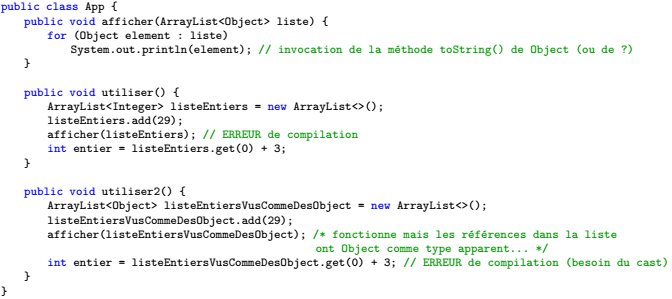 public class App {
public void afficher(ArrayList<Object> liste) {
for (Object element : liste)
System.out.println(element); // invocation de la méthode toString() de Object (ou de ?)
}
public void utiliser() {
ArrayList<Integer> listeEntiers = new ArrayList<>();
listeEntiers.add(29);
afficher(listeEntiers); // ERREUR de compilation
int entier = listeEntiers.get(0) + 3;
}
public void utiliser2() {
ArrayList<Object> listeEntiersVusCommeDesObject = new ArrayList<>();
listeEntiersVusCommeDesObject.add(29);
afficher(listeEntiersVusCommeDesObject); /* fonctionne mais les références dans la liste
ont Object comme type apparent... */
int entier = listeEntiersVusCommeDesObject.get(0) + 3; // ERREUR de compilation (besoin du cast)
}
}